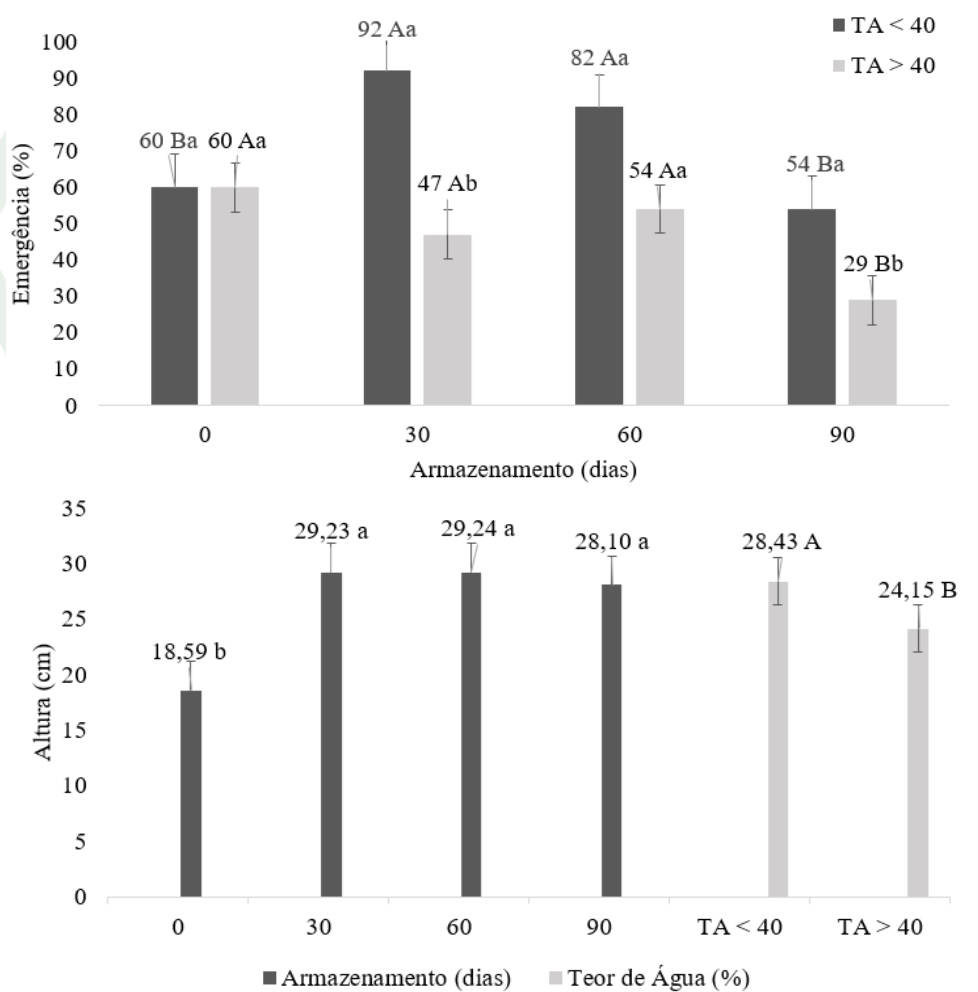 TA < 40
TA > 40
Emergência (%)
100
90
80
70
60
50
40
30
20
10
0
60 Ba
60 Aa
92 Aa
47 Ab
82 Aa
54 Aa
54 Ba
29 Bb
0 30 60 90
Armazenamento (dias)
Altura (cm)
35
30
25
20
15
10
5
0
18,59 b
29,23 a
29,24 a
28,10 a
28,43 A
24,15 B
0 30 60 90 TA < 40 TA > 40
Armazenamento (dias) Teor de Água (%)